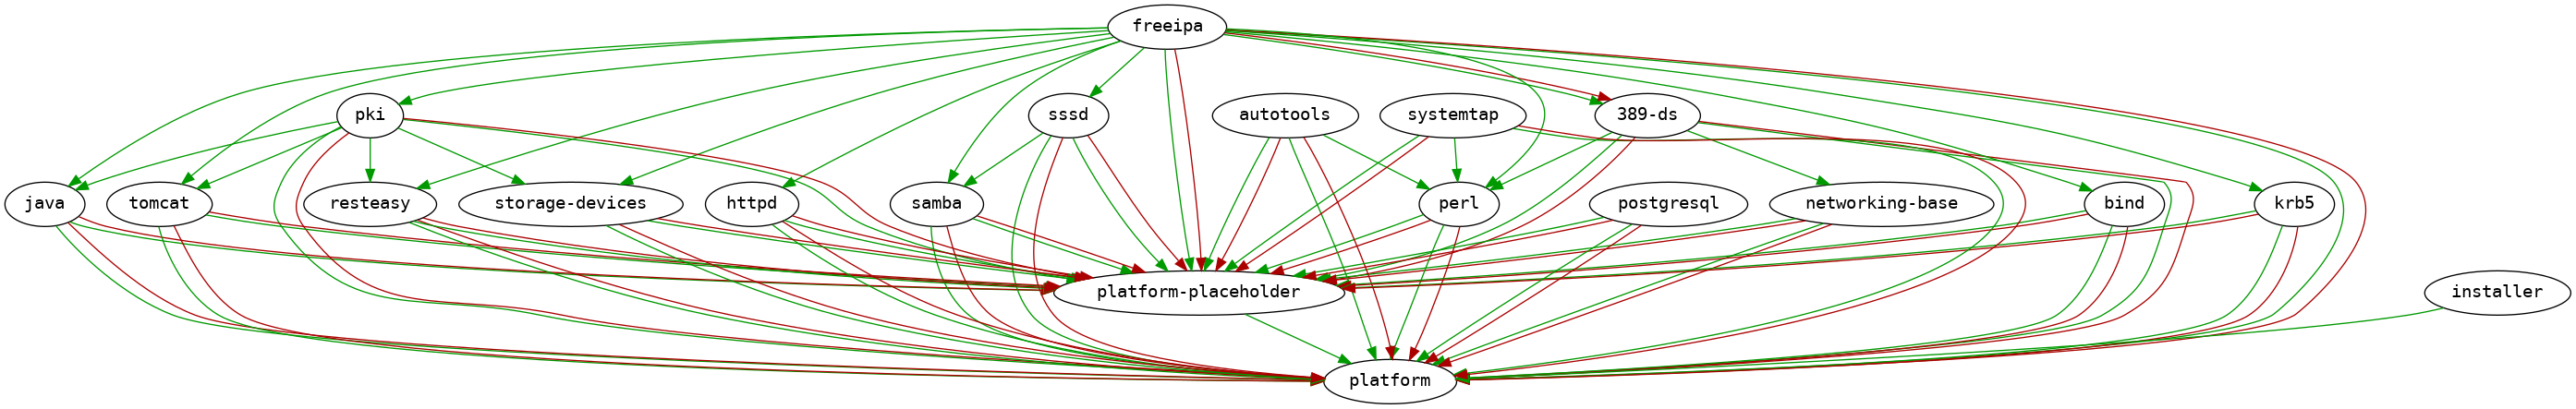 freeipa
pki
sssd
autotools
systemtap
389-ds
java
tomcat
resteasy
storage-devices
httpd
samba
perl
postgresql
networking-base
bind
krb5
platform-placeholder
installer
platform